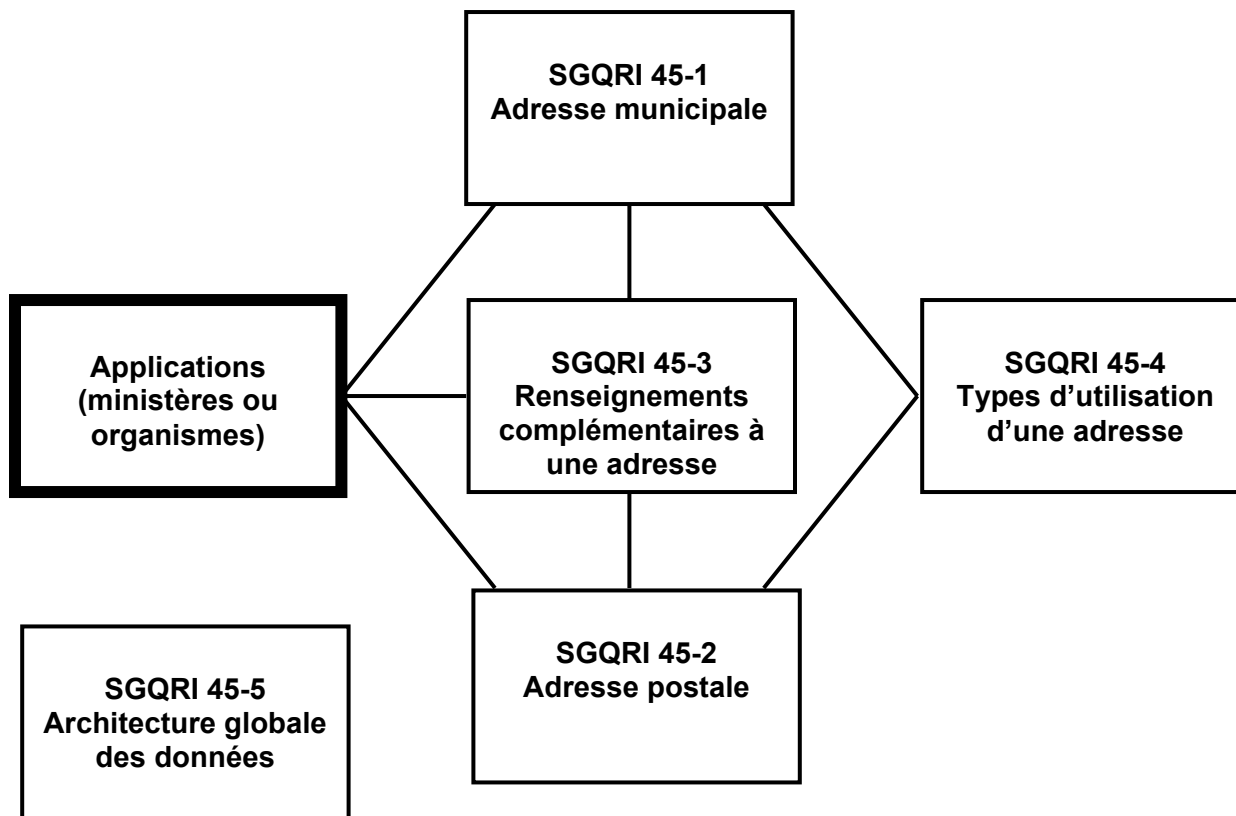 SGQRI 45-1
Adresse municipale
Applications
(ministères ou
organismes)
SGQRI 45-3
Renseignements
complémentaires à
une adresse
SGQRI 45-4
Types d’utilisation
d’une adresse
SGQRI 45-2
Adresse postale
SGQRI 45-5
Architecture globale
des données